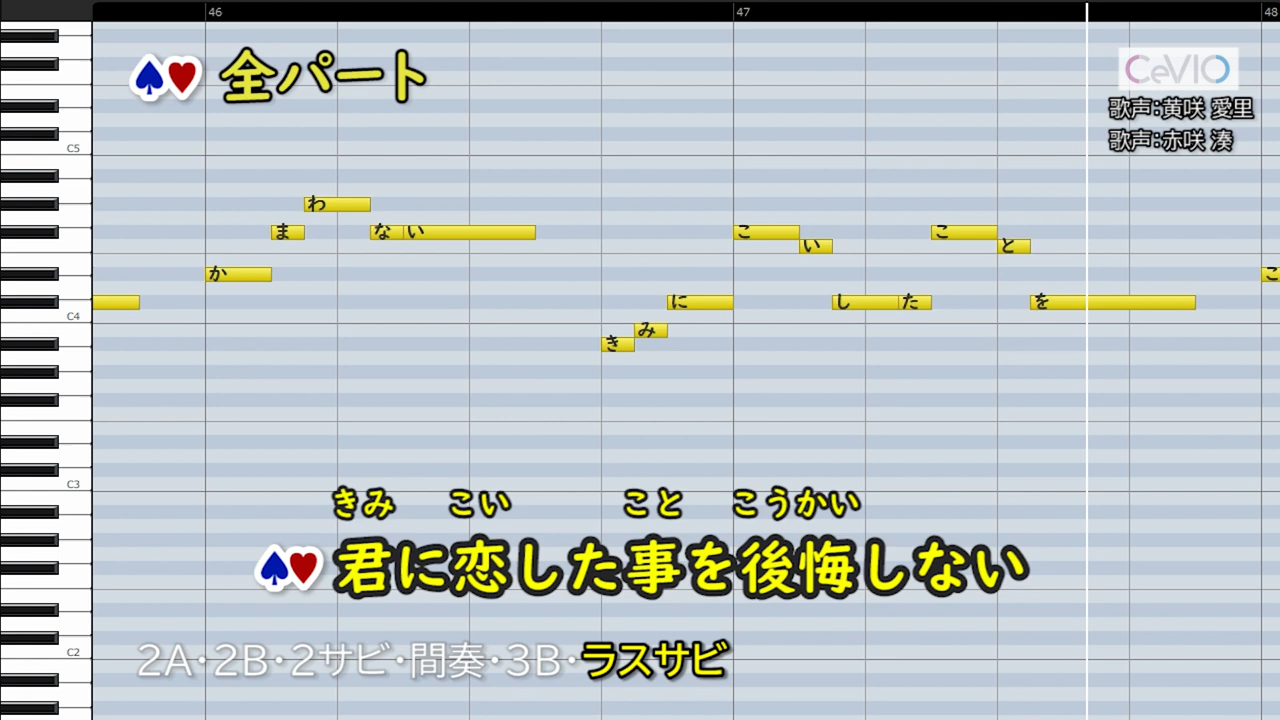 46 47 48
全パート
CeVIO
歌声:黄咲 愛里
歌声:赤咲 湊
C5
わ
ま ない こ こ
い と
か こ
し た を
に
C4
み
き
C3
きみ こい こと こうかい
君に恋した事を後悔しない
C2
2A・2B・2サビ・間奏・3B・ラスサビ